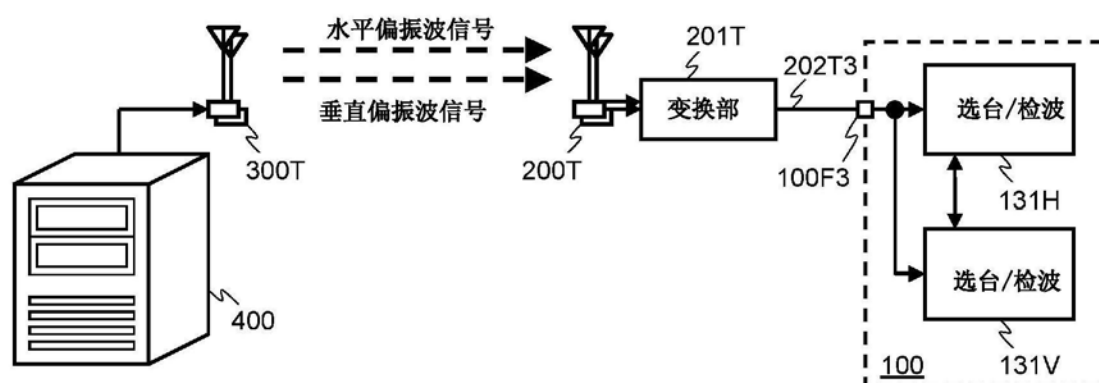 水平偏振波信号
垂直偏振波信号
300T
400
200T
201T
变换部
202T3
100F3
选台/检波
131H
选台/检波
131V
100